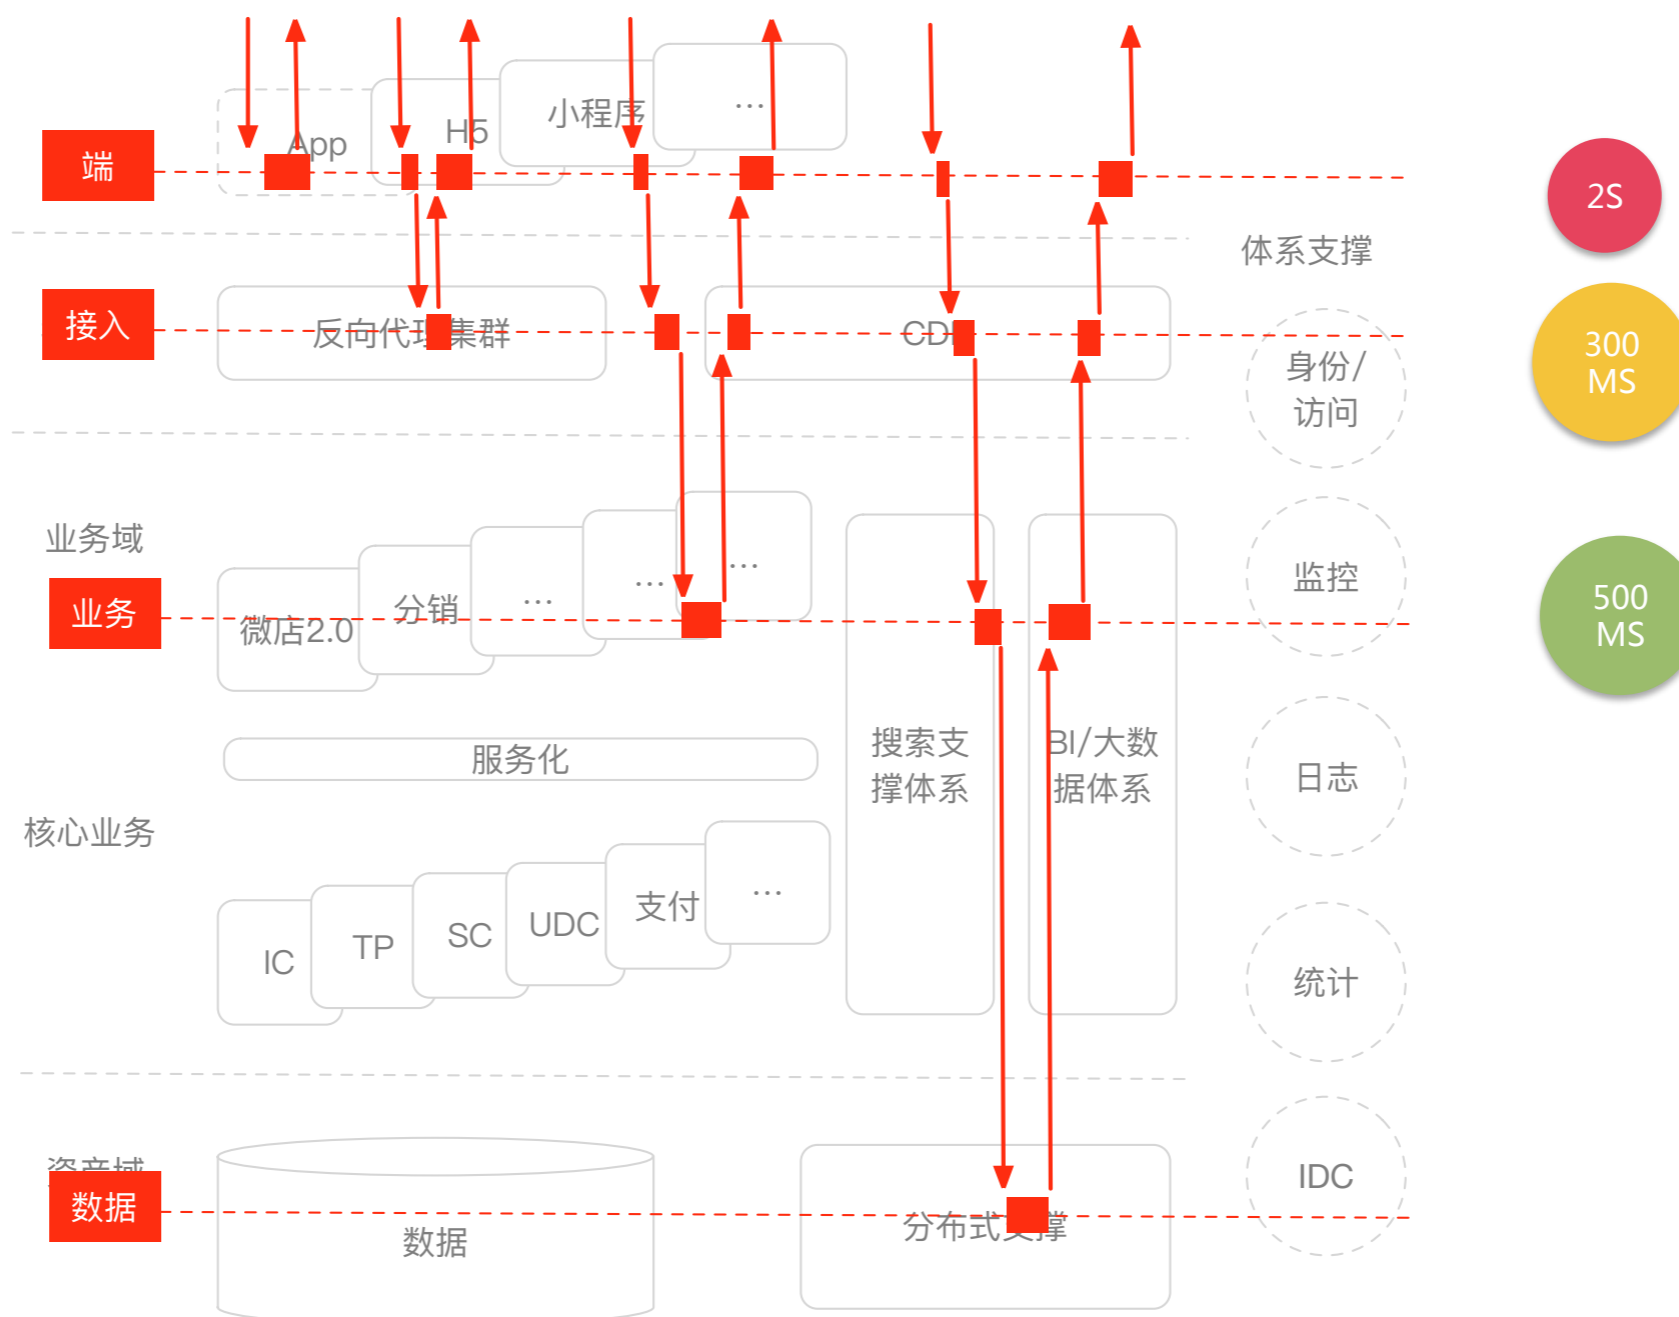 ...
小程序
H5
App
端
2S
体系支撑
接入
反向代理集群
300
MS
身份/
访问
业务域
...
...
...
分销
微店2.0
业务
监控
500
MS
服务化
搜索支
撑体系
BI/大数
据体系
日志
核心业务
...
支付
UDC
SC
TP
IC
统计
资产域
数据
数据
分布式支撑
IDC